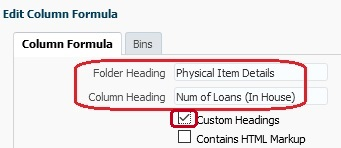 Edit Column Formula
Column Formula Bins
Folder Heading Physical Item Details
Column Heading Num of Loans (In House)
Custom Headings
Contains HTML Markup